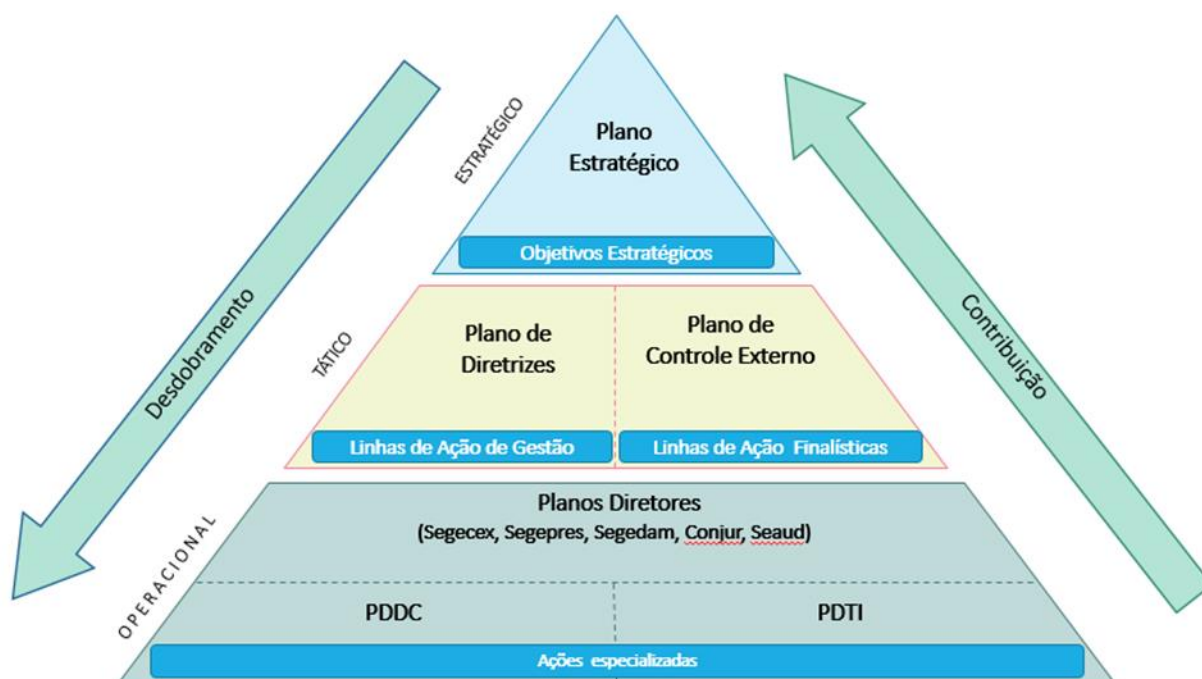 ESTRATÉGICO
Plano
Estratégico
Objetivos Estratégicos
Desdobramento
Contribuição
TÁTICO
Plano de
Diretrizes
Plano de
Controle Externo
Linhas de Ação de Gestão
Linhas de Ação Finalísticas
OPERACIONAL
Planos Diretores
(Segecex, Segepres, Segedam, Conjur, Seaud)
PDDC
PDTI
Ações especializadas